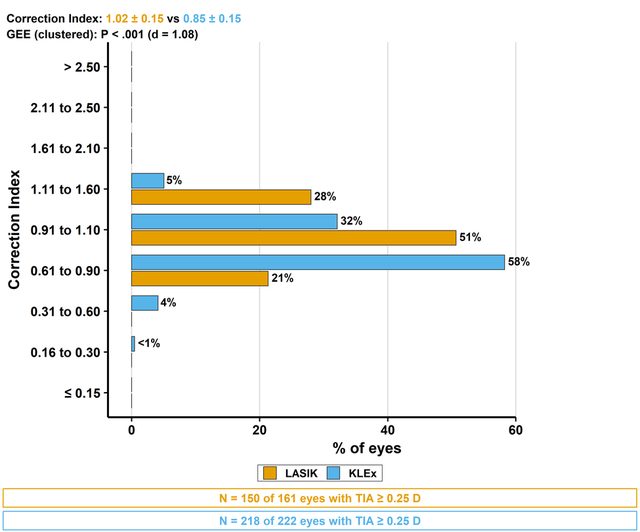 Correction Index: 1.02 ± 0.15 vs 0.85 ± 0.15
GEE (clustered): P < .001 (d = 1.08)
Correction Index
> 2.50
2.11 to 2.50
1.61 to 2.10
1.11 to 1.60
0.91 to 1.10
0.61 to 0.90
0.31 to 0.60
0.16 to 0.30
≤ 0.15
5%
28%
32%
51%
58%
21%
4%
<1%
0 20 40 60
% of eyes
LASIK KLEx
N = 150 of 161 eyes with TIA ≥ 0.25 D
N = 218 of 222 eyes with TIA ≥ 0.25 D